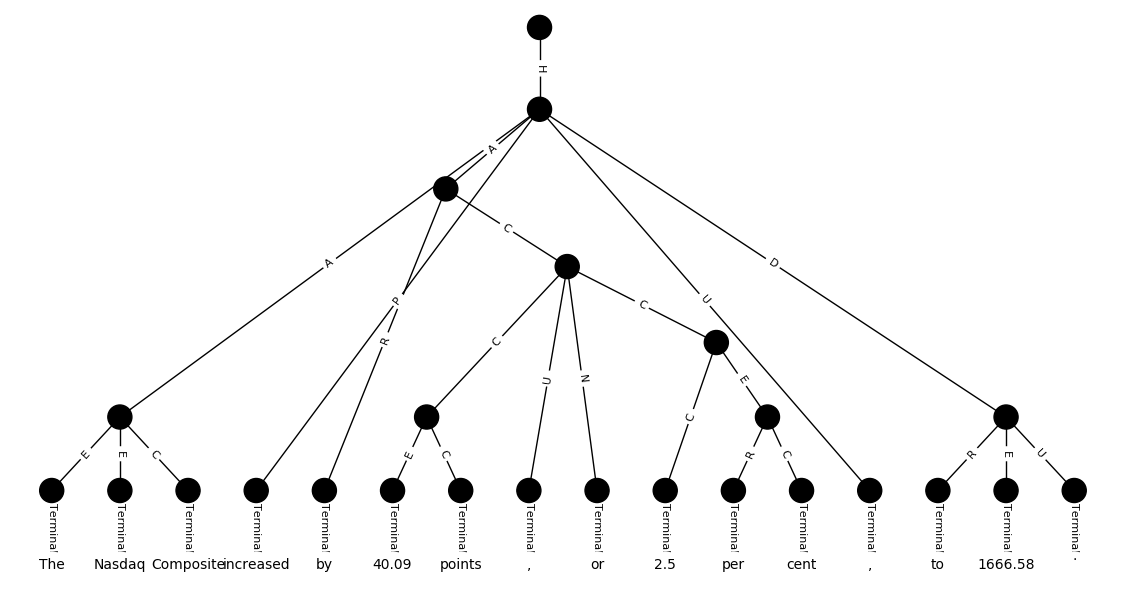 H
A
C
A
D
P
U
C
R
C
U
N
E
C
E
E
C
E
C
R
C
R
E
U
Terminal Terminal Terminal Terminal Terminal Terminal Terminal Terminal Terminal Terminal Terminal Terminal Terminal Terminal Terminal Terminal
The Nasdaq Composite increased by 40.09 points , or 2.5 per cent , to 1666.58 .